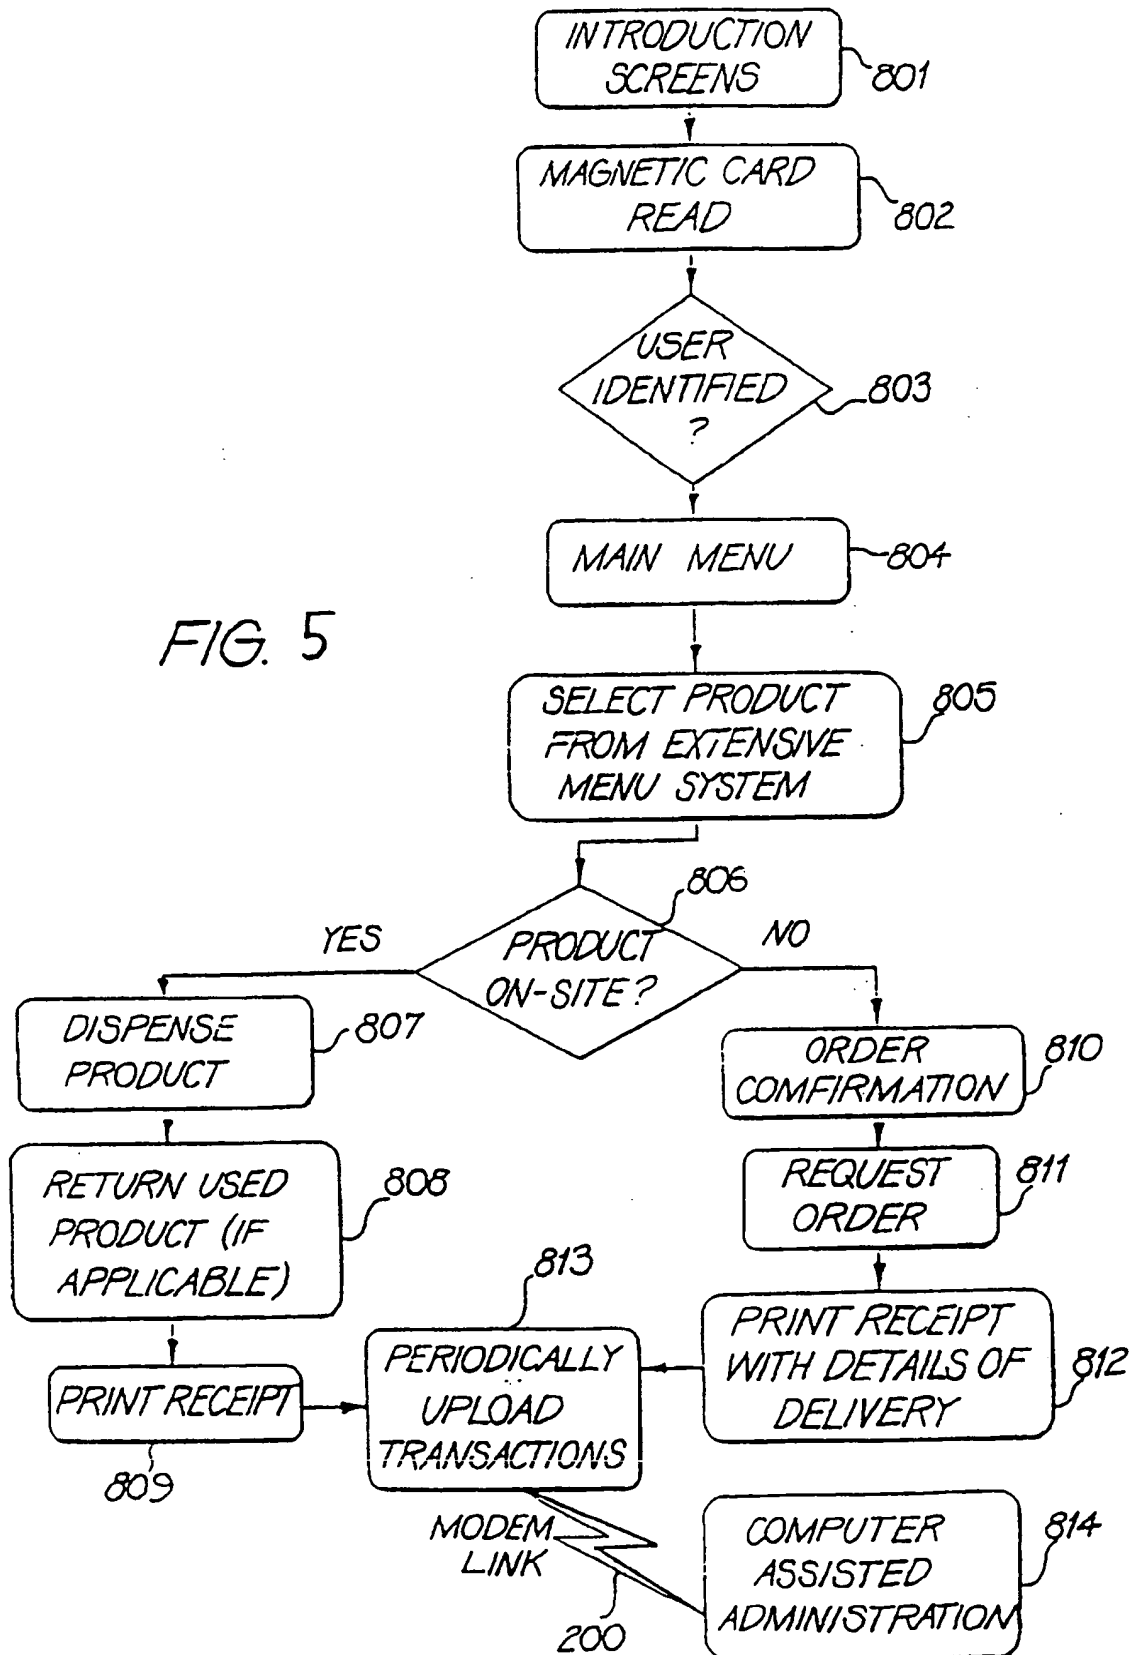 INTRODUCTION
SCREENS
801
MAGNETIC CARD
READ
802
USER
IDENTIFIED
?
803
MAIN MENU
804
FIG. 5
SELECT PRODUCT
FROM EXTENSIVE
MENU SYSTEM
805
806
PRODUCT
ON-SITE?
YES
NO
DISPENSE
PRODUCT
807
RETURN USED
PRODUCT (IF
APPLICABLE)
808
PRINT RECEIPT
809
ORDER
COMFIRMATION
810
REQUEST
ORDER
811
PRINT RECEIPT
WITH DETAILS OF
DELIVERY
812
813
PERIODICALLY
UPLOAD
TRANSACTIONS
MODEM
LINK
200
COMPUTER
ASSISTED
ADMINISTRATION
814